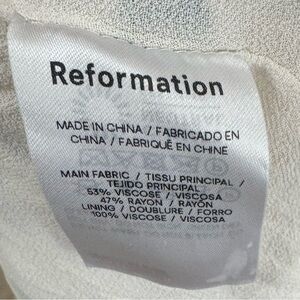 Reformation
MADE IN CHINA / FABRICADO EN
CHINA / FABRIQUÉ EN CHINE
MAIN FABRIC / TISSU PRINCIPAL /
TEJIDO PRINCIPAL
53% VISCOSE / VISCOSA
47% RAYON / RAYÓN
LINING / DOUBLURE / FORRO
100% VISCOSE / VISCOSA